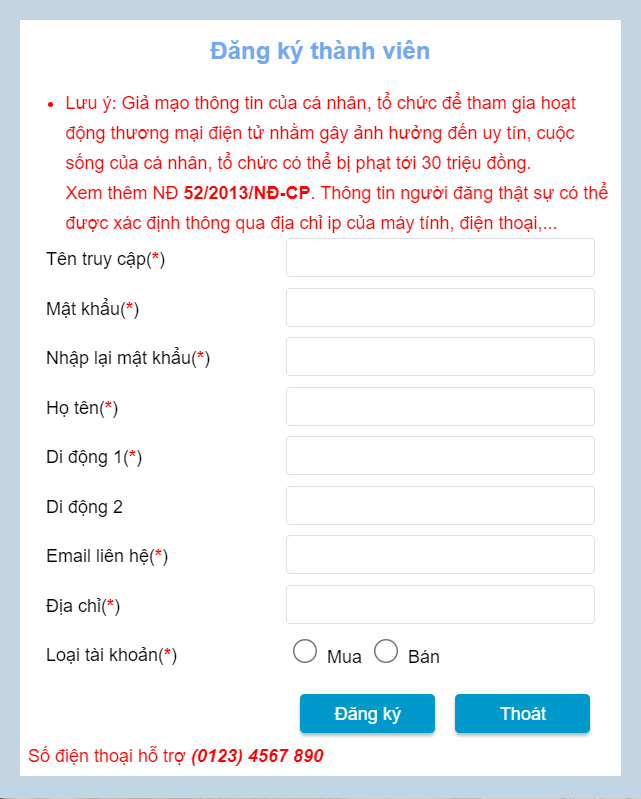 Đăng ký thành viên
• Lưu ý: Giả mạo thông tin của cá nhân, tổ chức để tham gia hoạt
động thương mại điện tử nhằm gây ảnh hưởng đến uy tín, cuộc
sống của cá nhân, tổ chức có thể bị phạt tới 30 triệu đồng.
Xem thêm NĐ 52/2013/NĐ-CP. Thông tin người đăng thật sự có thể
được xác định thông qua địa chỉ ip của máy tính, điện thoại,...
Tên truy cập(*)
Mật khẩu(*)
Nhập lại mật khẩu(*)
Họ tên(*)
Di động 1(*)
Di động 2
Email liên hệ(*)
Địa chỉ(*)
Loại tài khoản(*) Mua Bán
Đăng ký Thoát
Số điện thoại hỗ trợ (0123) 4567 890